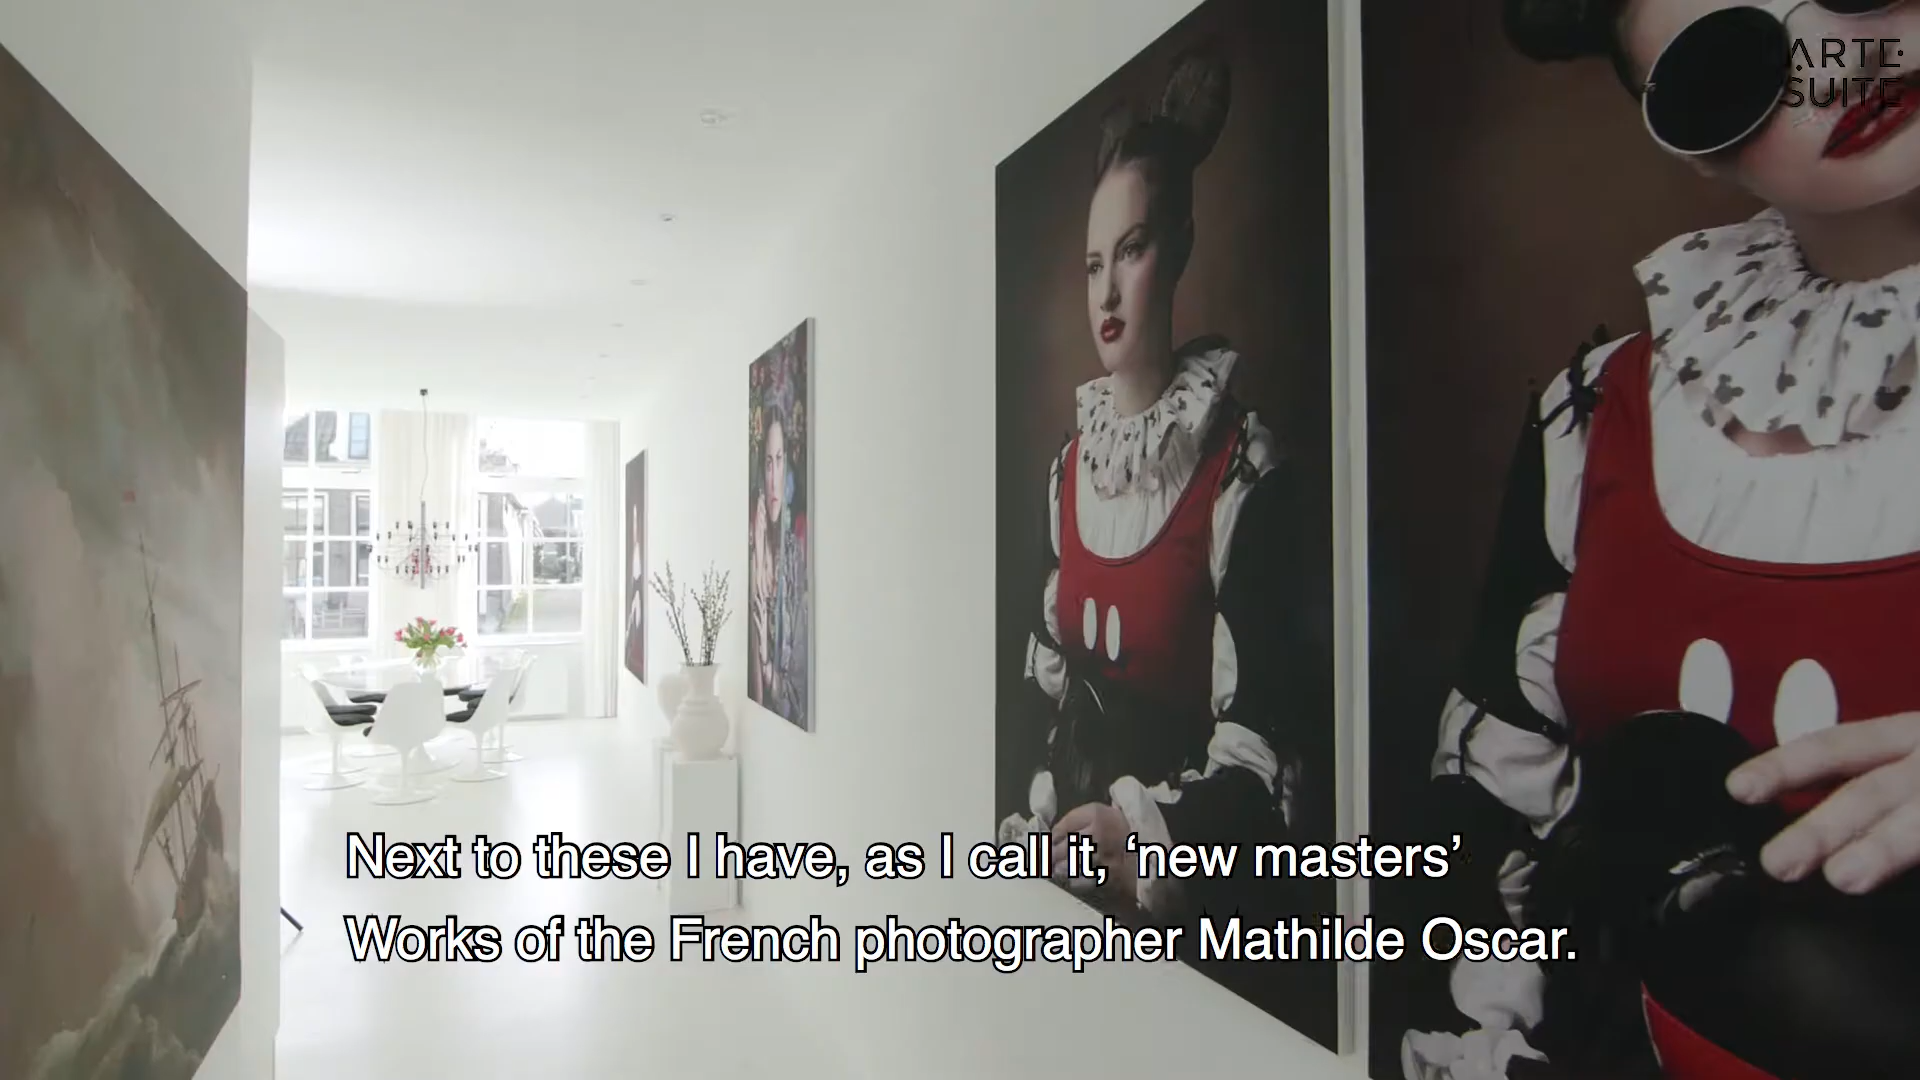 ARTE
SUITE
Next to these I have, as I call it, ‘new masters’
Works of the French photographer Mathilde Oscar.